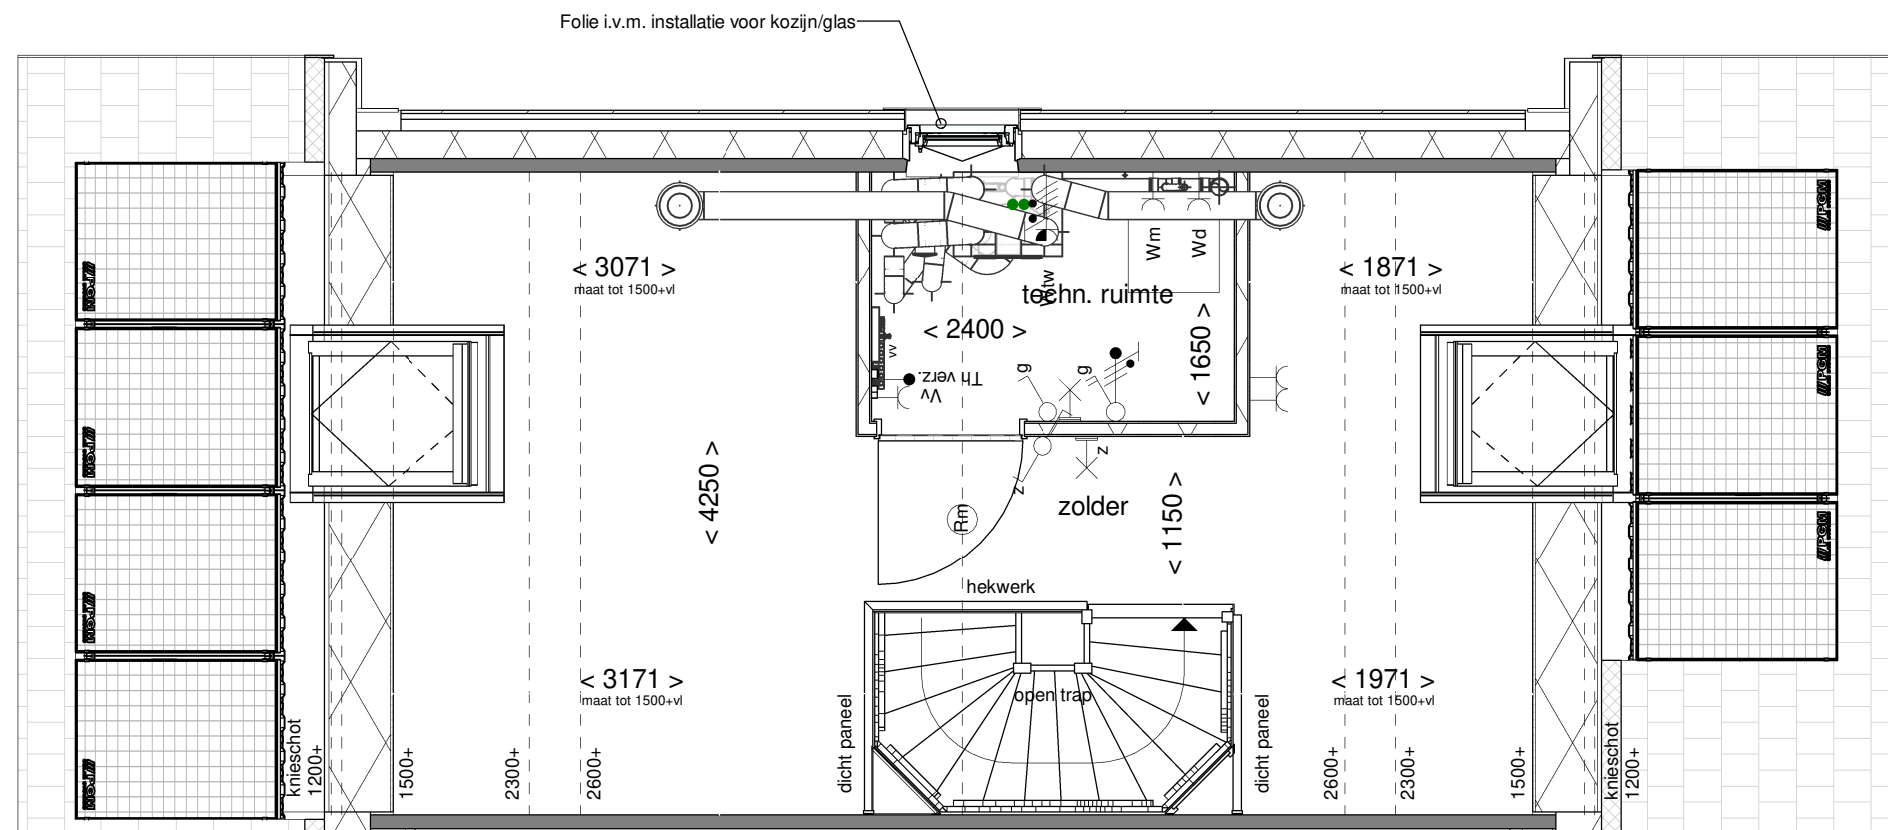 Folie i.v.m. installatie voor kozijn/glas
< 3071 >
maat tot 1500+vl
< 1871 >
maat tot 1500+vl
Wm
Wd
Wtw
techn. ruimte
< 2400 >
< 1650 >
vv
Th verz.
Vv
g
g
z
z
< 4250 >
zolder
< 1150 >
Rm
hekwerk
< 3171 >
maat tot 1500+vl
< 1971 >
maat tot 1500+vl
open trap
dicht paneel
dicht paneel
knieschot
1200+
1500+
2300+
2600+
2600+
2300+
1500+
knieschot
1200+